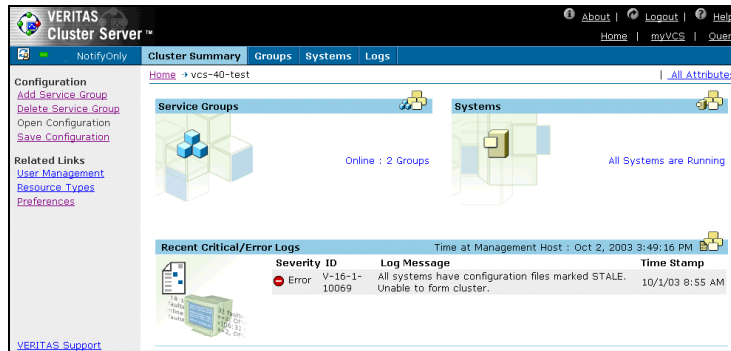 VERITAS
Cluster Server ™
About | Logout | Help
Home | myVCS | Quer
NotifyOnly
Cluster Summary Groups Systems Logs
Home → vcs-40-test
| All Attributes
Configuration
Add Service Group
Delete Service Group
Open Configuration
Save Configuration
Related Links
User Management
Resource Types
Preferences
VERITAS Support
Service Groups
Online : 2 Groups
Systems
All Systems are Running
Recent Critical/Error Logs
Time at Management Host : Oct 2, 2003 3:49:16 PM
Severity ID Log Message Time Stamp
Error V-16-1-10069 All systems have configuration files marked STALE. Unable to form cluster. 10/1/03 8:55 AM